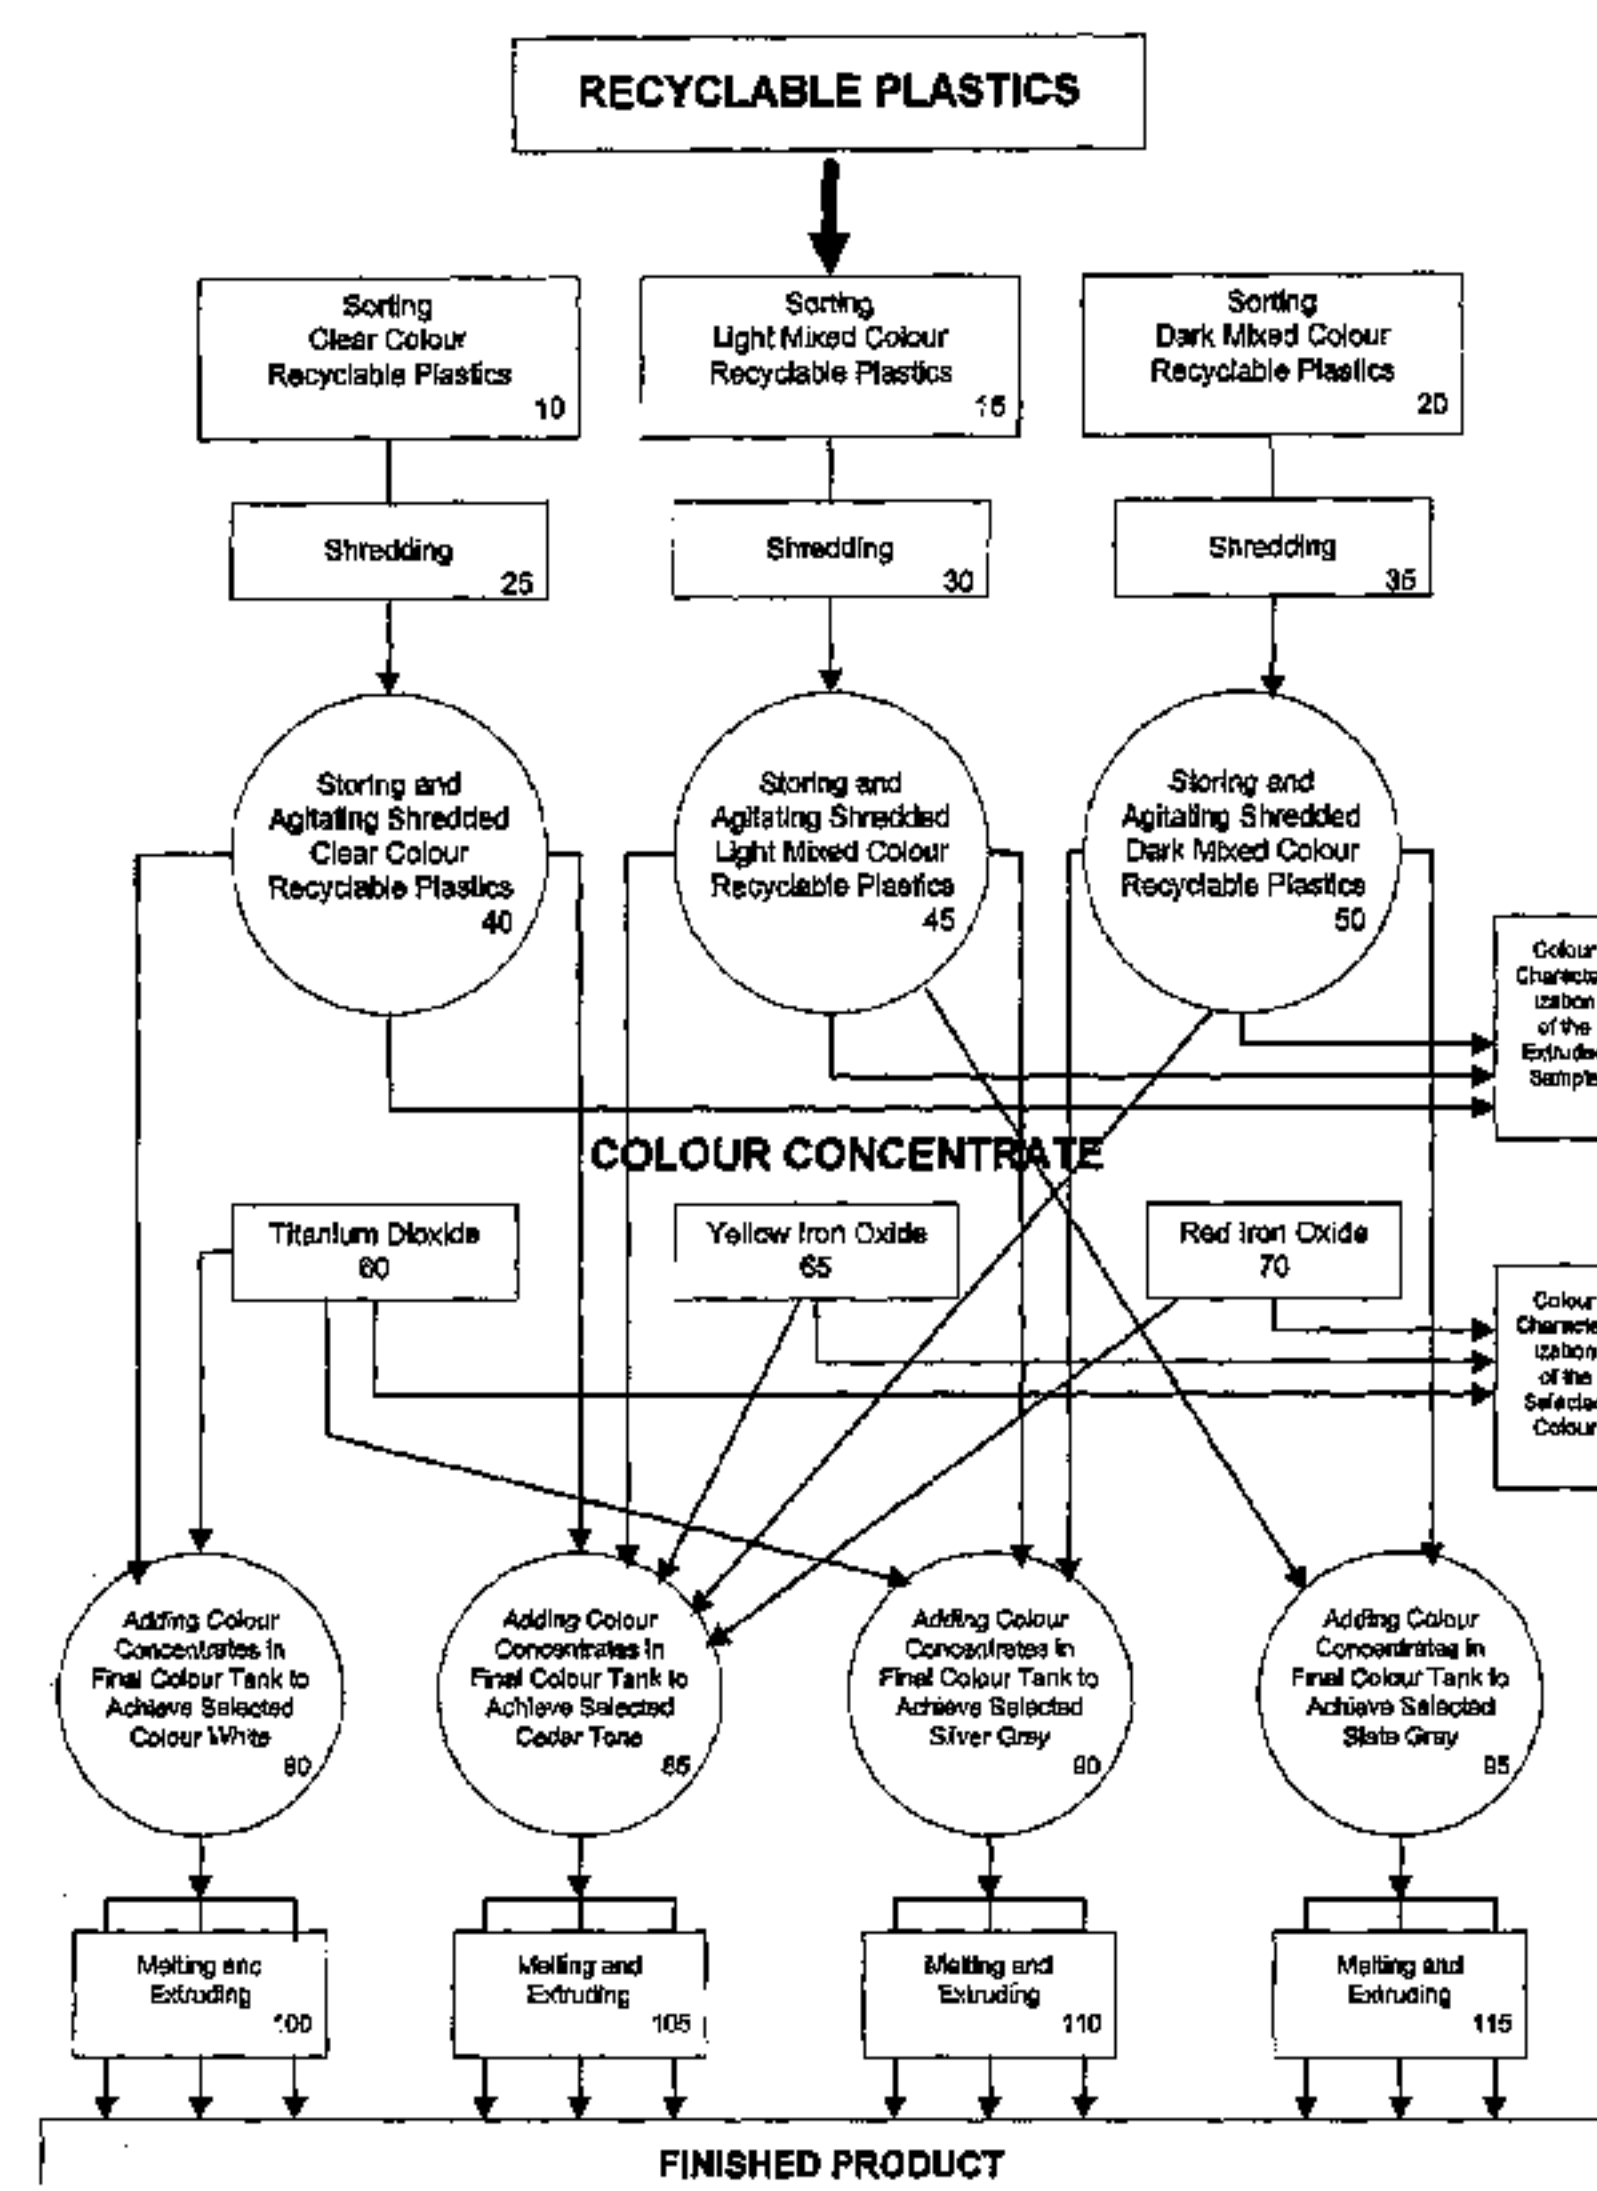 RECYCLABLE PLASTICS
Sorting
Clear Colour
Recyclable Plastics
10
Sorting
Light Mixed Colour
Recyclable Plastics
15
Sorting
Dark Mixed Colour
Recyclable Plastics
20
Shredding
25
Shredding
30
Shredding
35
Storing and
Agitating Shredded
Clear Colour
Recyclable Plastics
40
Storing and
Agitating Shredded
Light Mixed Colour
Recyclable Plastics
45
Storing and
Agitating Shredded
Dark Mixed Colour
Recyclable Plastics
50
Colour
ization
of the
COLOUR CONCENTRATE
Titanium Dioxide
60
Yellow Iron Oxide
65
Red Iron Oxide
70
Colour
ization
of the
Colour
Adding Colour
Concentrates in
Final Colour Tank to
Achieve Selected
Colour White
80
Adding Colour
Concentrates in
Final Colour Tank to
Achieve Selected
Cedar Tone
85
Adding Colour
Concentrates in
Final Colour Tank to
Achieve Selected
Silver Grey
90
Adding Colour
Concentrates in
Final Colour Tank to
Achieve Selected
Slate Gray
95
Melting and
Extruding
100
Melting and
Extruding
105
Melting and
Extruding
110
Melting and
Extruding
115
FINISHED PRODUCT